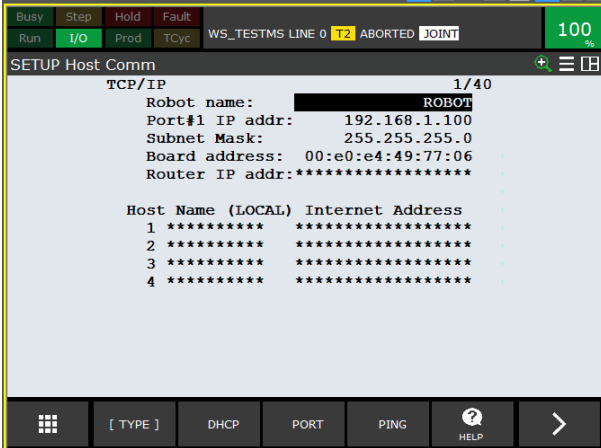 Busy Step Hold Fault
Run I/O Prod TCyc
WS_TESTMS LINE 0 T2 ABORTED JOINT
100
%
SETUP Host Comm
TCP/IP 1/40
Robot name: ROBOT
Port#1 IP addr: 192.168.1.100
Subnet Mask: 255.255.255.0
Board address: 00:e0:e4:49:77:06
Router IP addr:******************
Host Name (LOCAL) Internet Address
1 ********** ******************
2 ********** ******************
3 ********** ******************
4 ********** ******************
[ TYPE ] DHCP PORT PING ? HELP >